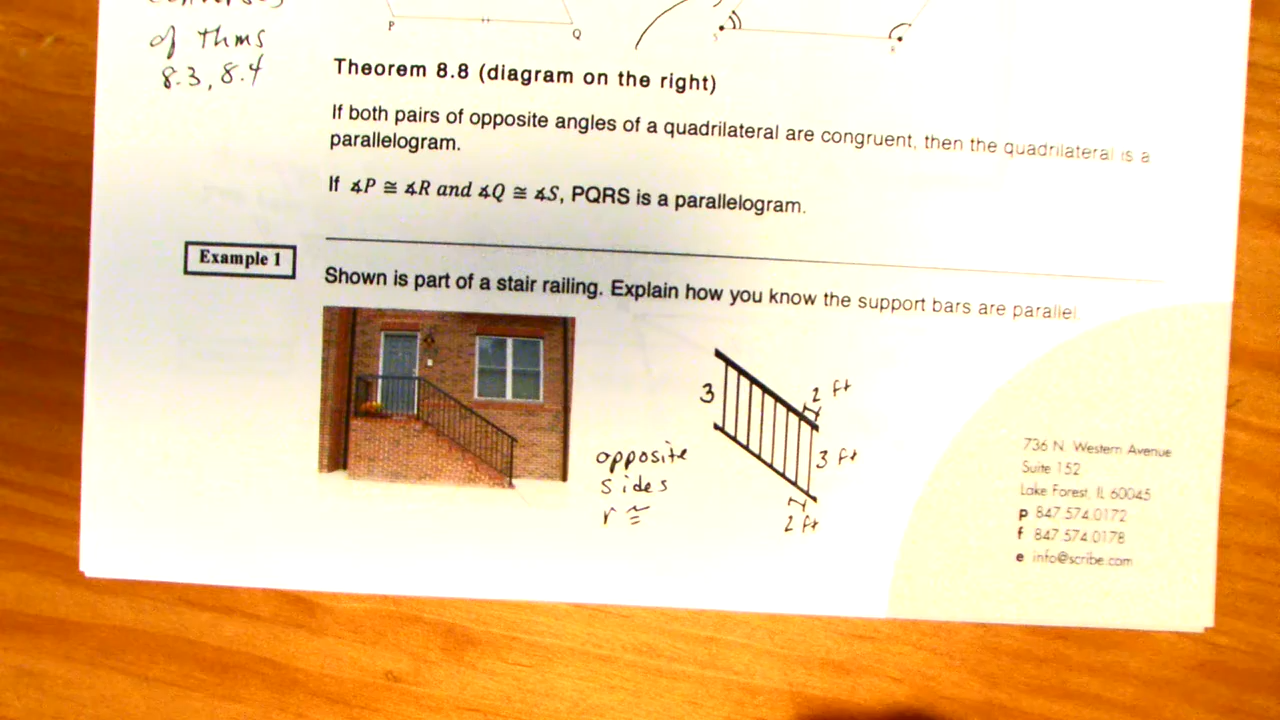 of thms
8.3, 8.4
P
Q
Theorem 8.8 (diagram on the right)
If both pairs of opposite angles of a quadrilateral are congruent, then the quadrilateral is a
parallelogram.
If ∡P ≅ ∡R and ∡Q ≅ ∡S, PQRS is a parallelogram.
Example 1
Shown is part of a stair railing. Explain how you know the support bars are parallel
3
2 ft
3 ft
2 ft
opposite
sides
r ≅
736 N. Western Avenue
Suite 152
Lake Forest, IL 60045
p 847.574.0172
f 847.574.0178
e info@scribe.com